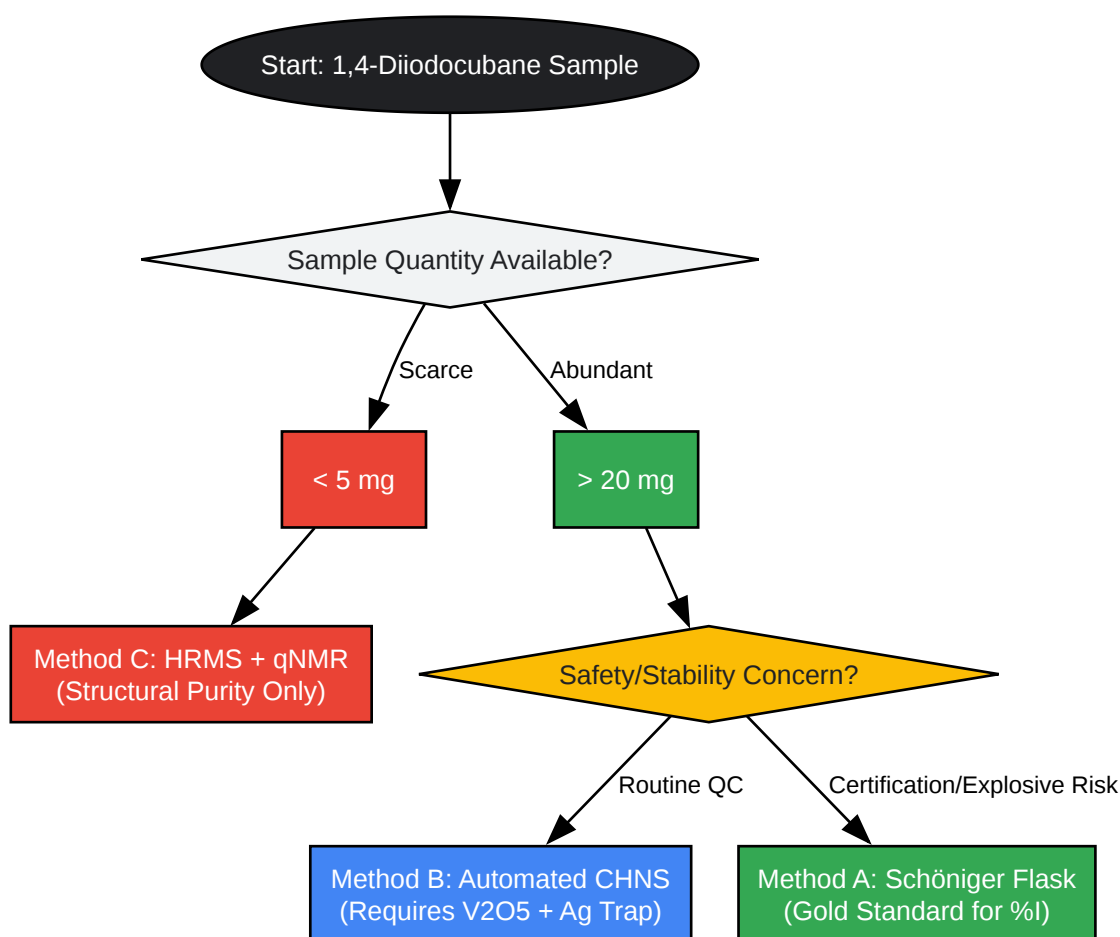 Start: 1,4-Diiodocubane Sample
Sample Quantity Available?
Scarce
Abundant
< 5 mg
> 20 mg
Method C: HRMS + qNMR
(Structural Purity Only)
Safety/Stability Concern?
Routine QC
Certification/Explosive Risk
Method B: Automated CHNS
(Requires V2O5 + Ag Trap)
Method A: Schöniger Flask
(Gold Standard for %I)